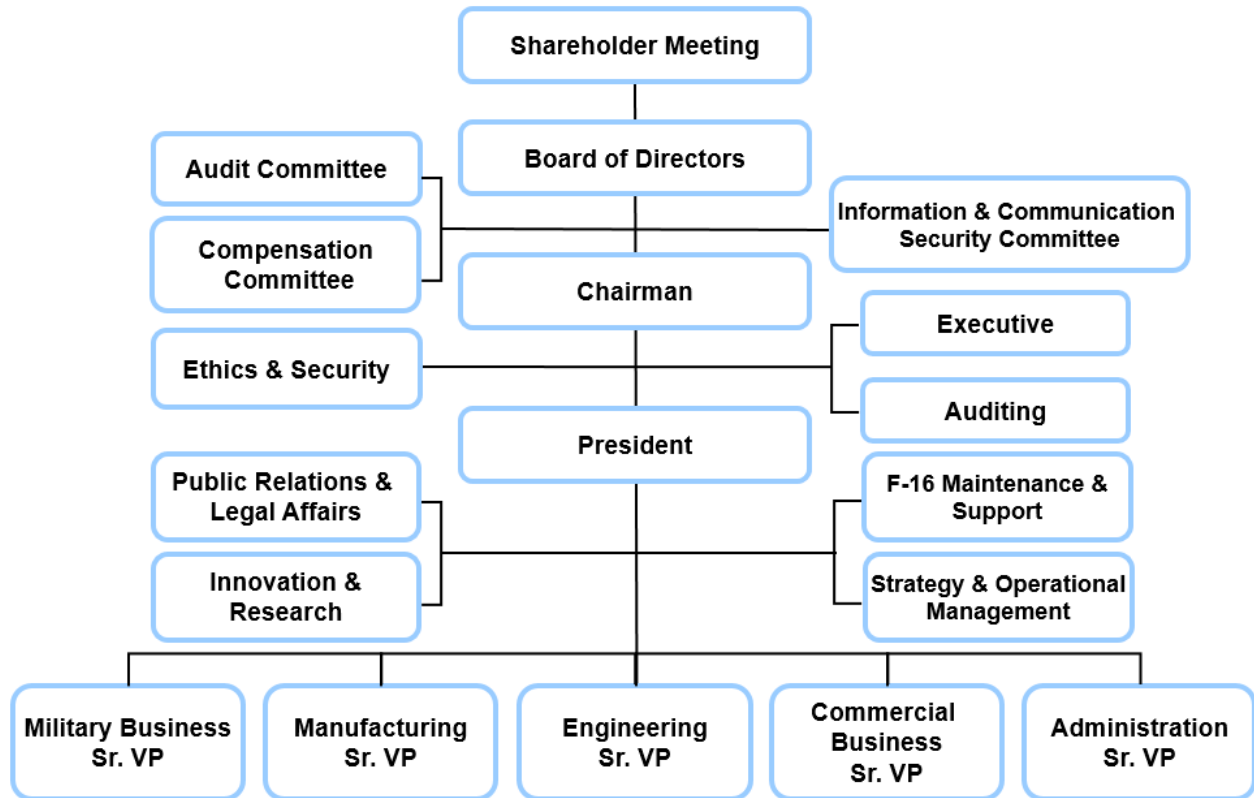 Shareholder Meeting
Board of Directors
Audit Committee
Information & Communication
Security Committee
Compensation
Committee
Chairman
Executive
Ethics & Security
Auditing
President
Public Relations &
Legal Affairs
F-16 Maintenance &
Support
Innovation &
Research
Strategy & Operational
Management
Military Business
Sr. VP
Manufacturing
Sr. VP
Engineering
Sr. VP
Commercial
Business
Sr. VP
Administration
Sr. VP